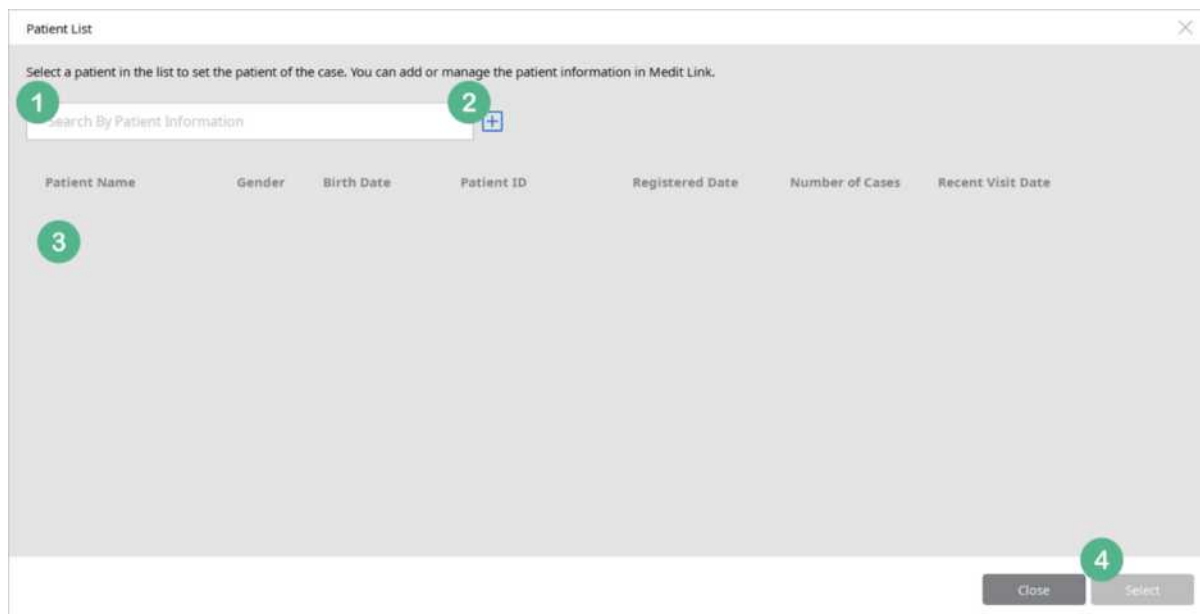 Patient List
Select a patient in the list to set the patient of the case. You can add or manage the patient information in Medit Link.
1
2
Search By Patient Information
Patient Name Gender Birth Date Patient ID Registered Date Number of Cases Recent Visit Date
3
4
Close Select